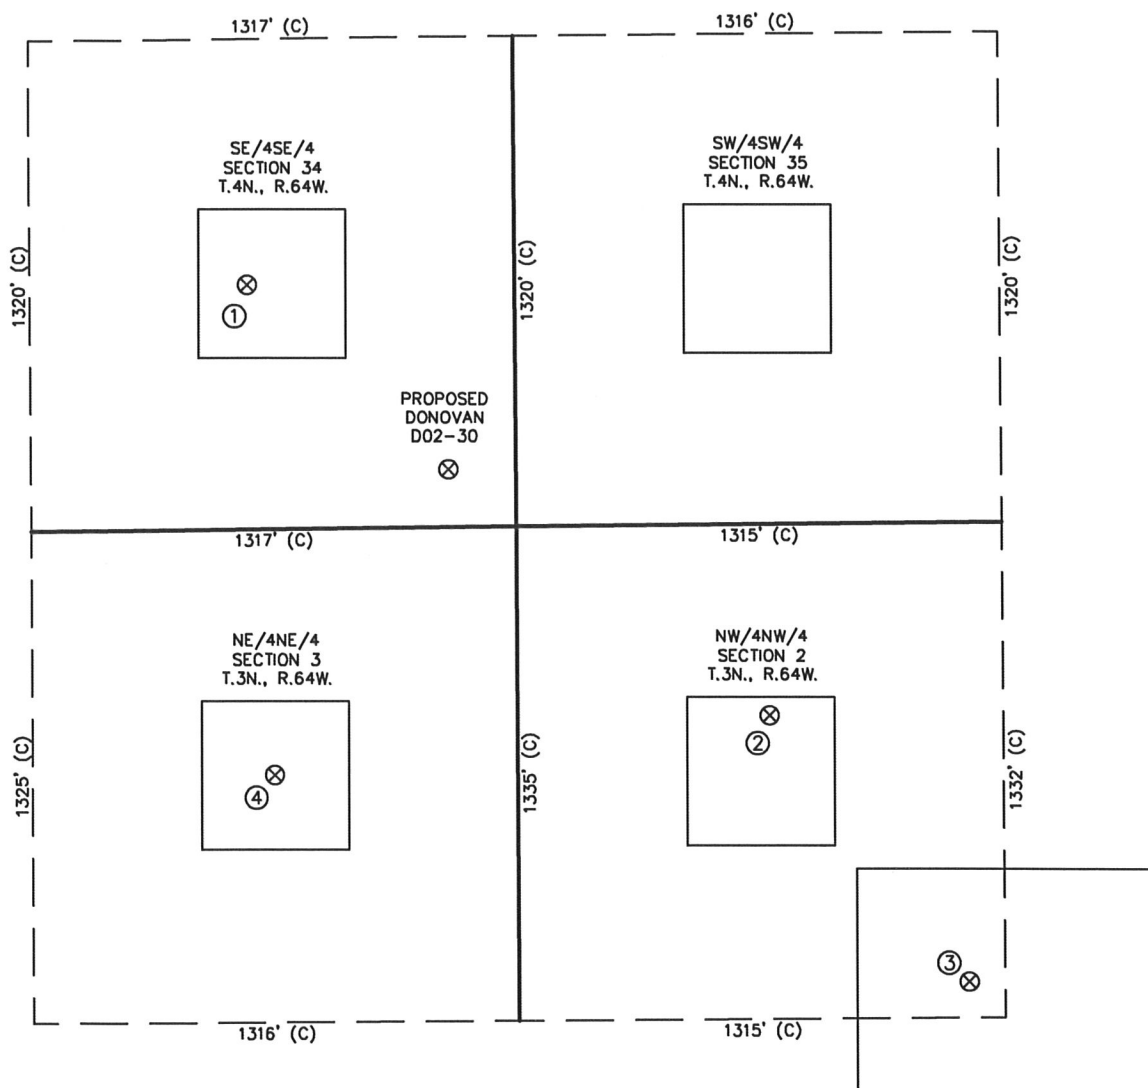 1317' (C)
1316' (C)
SE/4SE/4
SECTION 34
T.4N., R.64W.
SW/4SW/4
SECTION 35
T.4N., R.64W.
1320' (C)
1320' (C)
1320' (C)
1
PROPOSED
DONOVAN
D02-30
1317' (C)
1315' (C)
NE/4NE/4
SECTION 3
T.3N., R.64W.
NW/4NW/4
SECTION 2
T.3N., R.64W.
1325' (C)
1335' (C)
1332' (C)
2
4
3
1316' (C)
1315' (C)